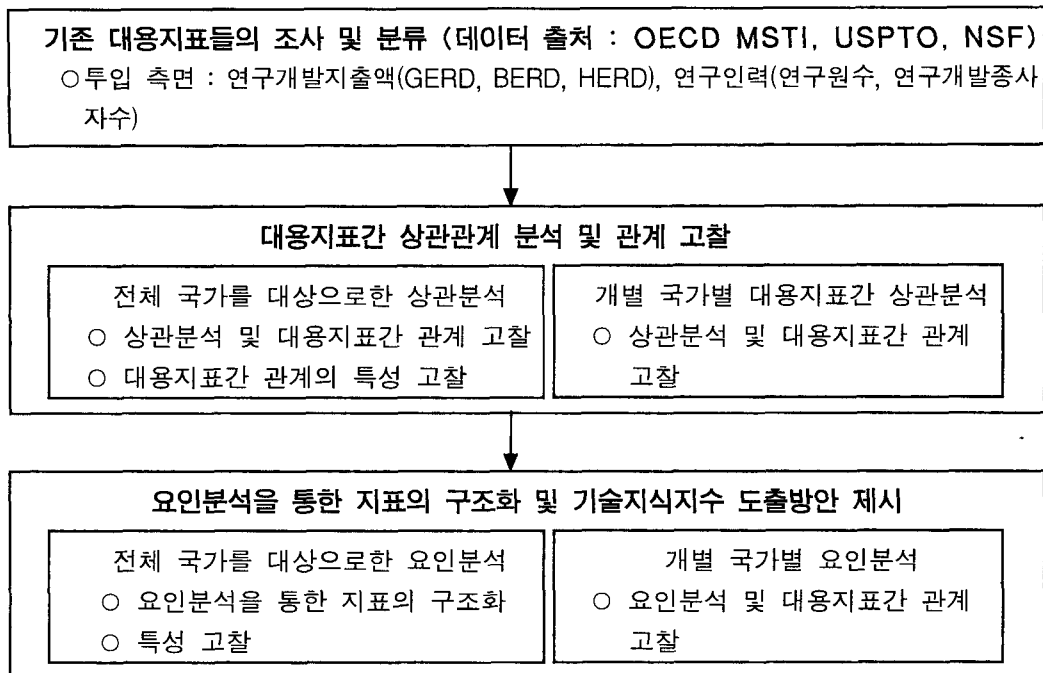 기존 대용지표들의 조사 및 분류 (데이터 출처 : OECD MSTI, USPTO, NSF)
○투입 측면 : 연구개발지출액(GERD, BERD, HERD), 연구인력(연구원수, 연구개발종사
자수)
대용지표간 상관관계 분석 및 관계 고찰
전체 국가를 대상으로한 상관분석
○ 상관분석 및 대용지표간 관계 고찰
○ 대용지표간 관계의 특성 고찰
개별 국가별 대용지표간 상관분석
○ 상관분석 및 대용지표간 관계
고찰
요인분석을 통한 지표의 구조화 및 기술지식지수 도출방안 제시
전체 국가를 대상으로한 요인분석
○ 요인분석을 통한 지표의 구조화
○ 특성 고찰
개별 국가별 요인분석
○ 요인분석 및 대용지표간 관계
고찰